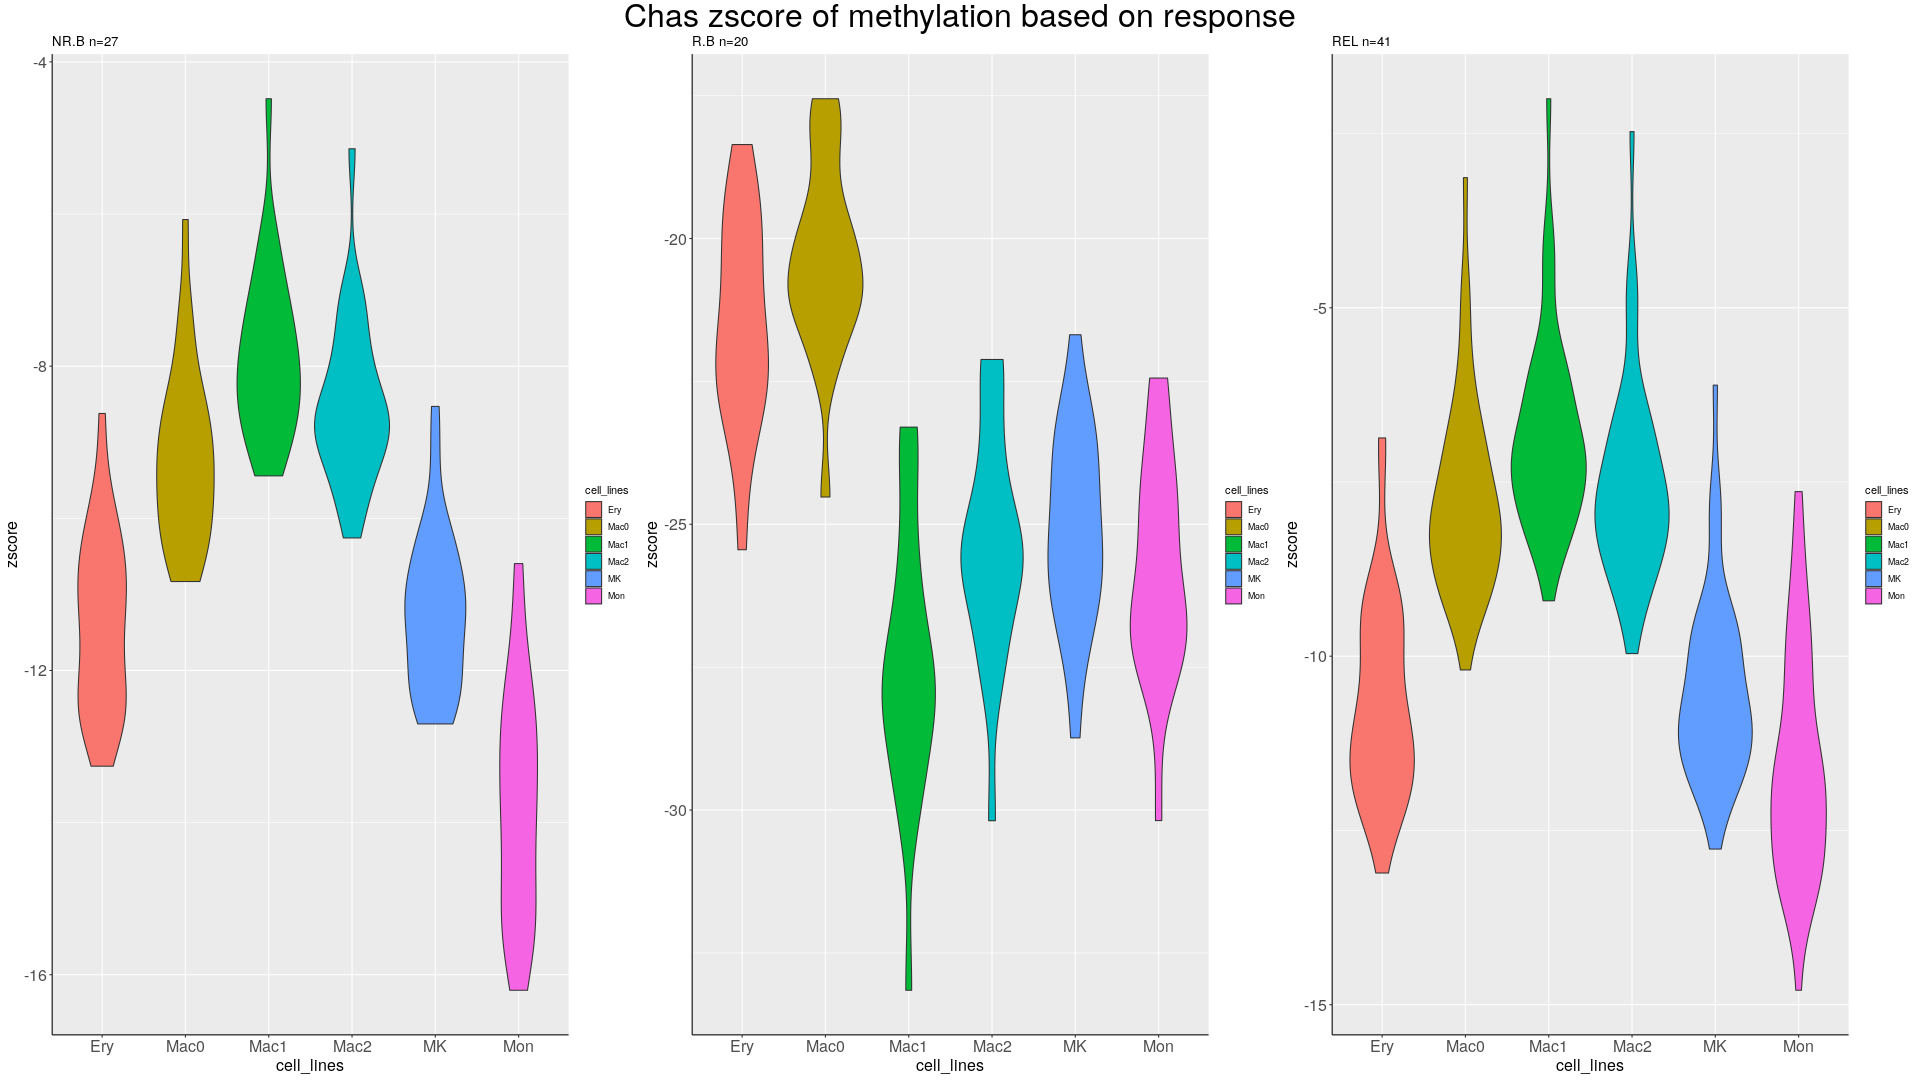 Chas zscore of methylation based on response
NR.B n=27
zscore
-4
-8
-12
-16
Ery Mac0 Mac1 Mac2 MK Mon
cell_lines
cell_lines
Ery
Mac0
Mac1
Mac2
MK
Mon
R.B n=20
zscore
-20
-25
-30
Ery Mac0 Mac1 Mac2 MK Mon
cell_lines
cell_lines
Ery
Mac0
Mac1
Mac2
MK
Mon
REL n=41
zscore
-5
-10
-15
Ery Mac0 Mac1 Mac2 MK Mon
cell_lines
cell_lines
Ery
Mac0
Mac1
Mac2
MK
Mon